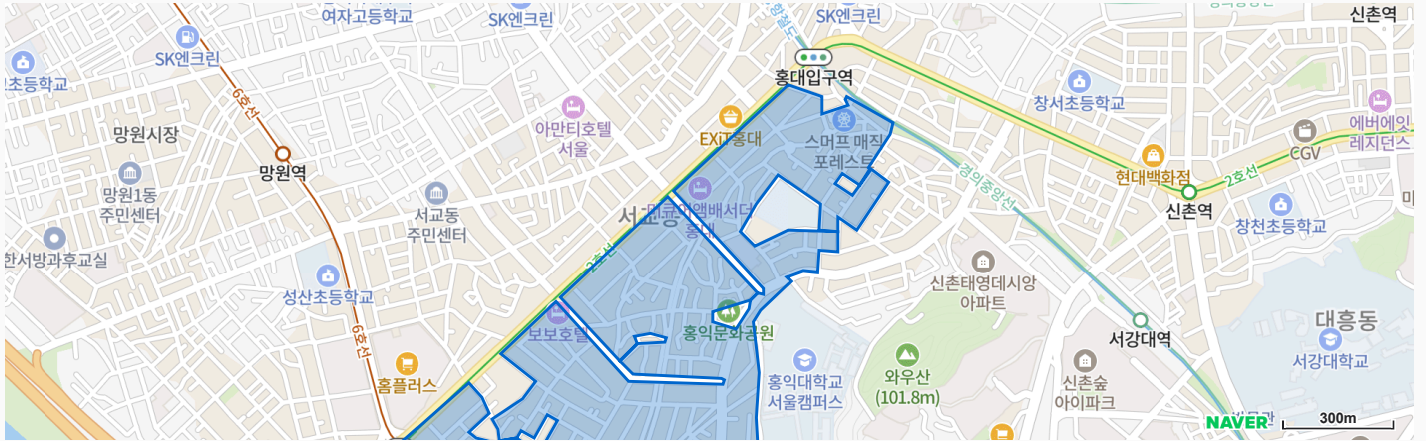 여자고등학교
SK엔크린
SK엔크린
신촌역
SK엔크린
초등학교
홍대입구역
창서초등학교
6호선
망원시장
아만티호텔
서울
EXiT홍대
스머프 매직
포레스트
CGV
에버에잇
레지던스
망원역
현대백화점
2호선
경의중앙선
신촌역
망원1동
주민센터
서교동
주민센터
서교동
홍대
창천초등학교
한서방과후교실
2호선
신촌태영데시앙
아파트
성산초등학교
6호선
보보호텔
홍익문화공원
서강대역
대흥동
서강대학교
홈플러스
홍익대학교
서울캠퍼스
와우산
(101.8m)
신촌숲
아이파크
NAVER
300m